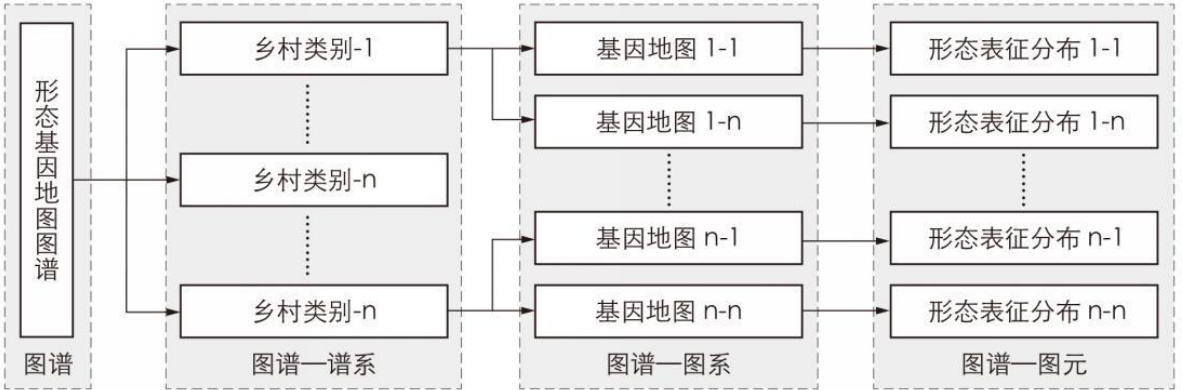 形态基因地图图谱
图谱
乡村类别-1
乡村类别-n
乡村类别-n
图谱—谱系
基因地图 1-1
基因地图 1-n
基因地图 n-1
基因地图 n-n
图谱—图系
形态表征分布 1-1
形态表征分布 1-n
形态表征分布 n-1
形态表征分布 n-n
图谱—图元